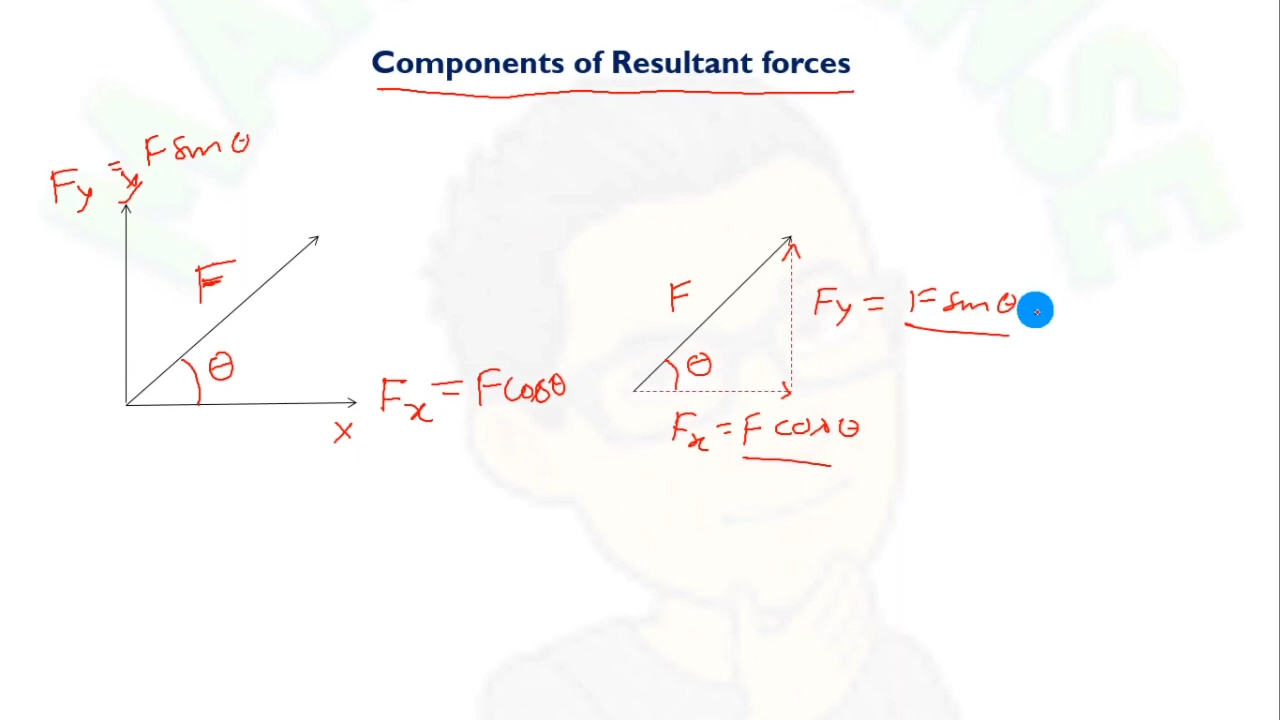 Components of Resultant forces
Fy = F sin θ
y
F
θ
x
Fx = F cos θ
F
θ
Fy = F sin θ
Fx = F cos θ